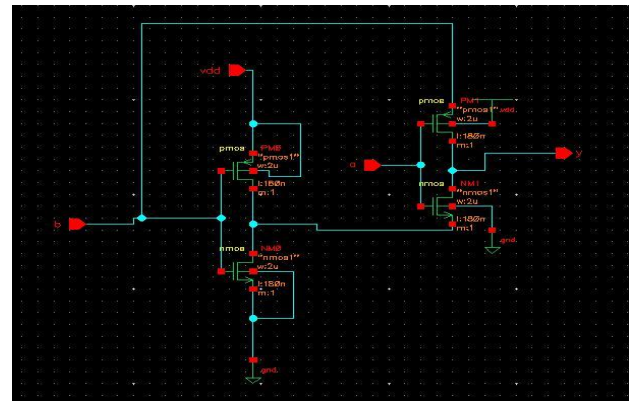 vdd
pmos
PM1
"pmos1"
vdd.
w:2u
l:180n
m:1
pmos
PM0
"pmos1"
w:2u
l:180n
m:1
a
y
nmos
NM1
"nmos1"
w:2u
l:180n
m:1
b
nmos
NM0
"nmos1"
w:2u
l:180n
m:1
gnd.
gnd.